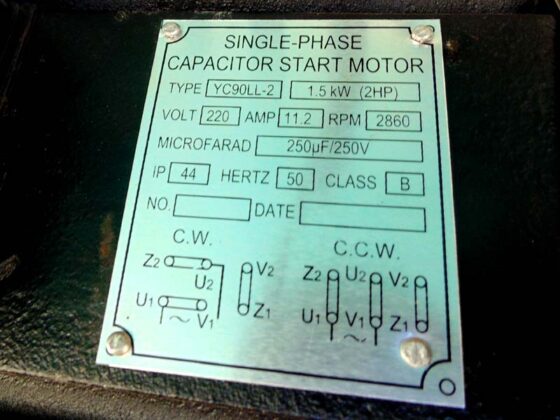 SINGLE-PHASE
CAPACITOR START MOTOR
TYPE YC90LL-2 1.5 kW (2HP)
VOLT 220 AMP 11.2 RPM 2860
MICROFARAD 250µF/250V
IP 44 HERTZ 50 CLASS B
NO. DATE
C.W. C.C.W.
Z2 U2 V2 Z2 U2 V2
U1 ~ V1 Z1 U1 ~ V1 Z1